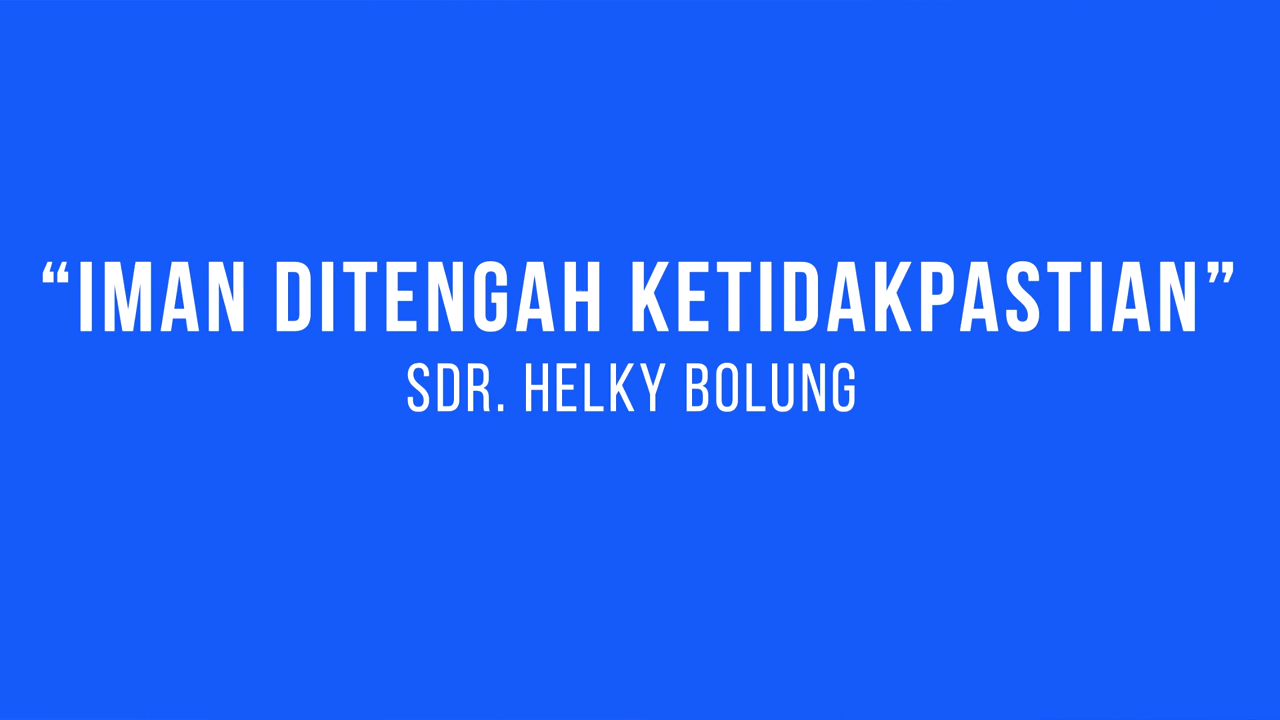 “IMAN DITENGAH KETIDAKPASTIAN”
SDR. HELKY BOLUNG